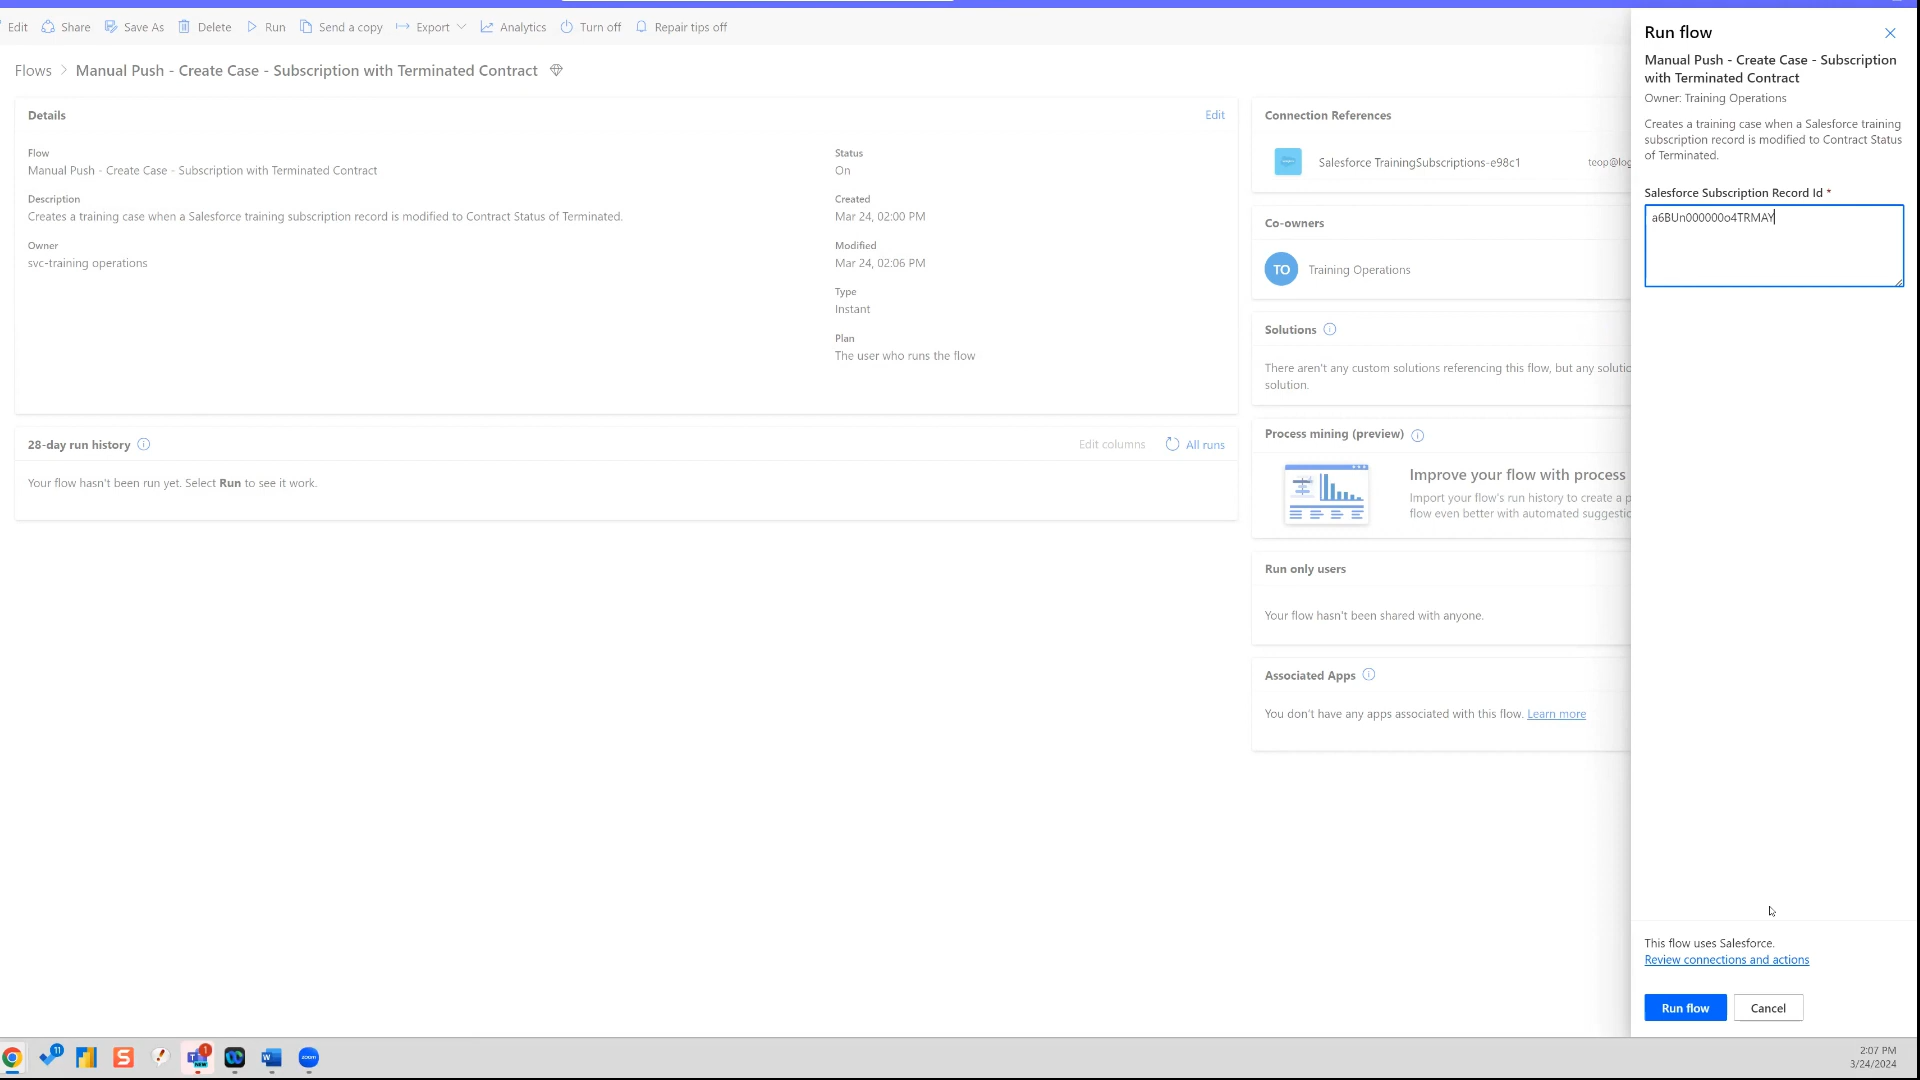 Edit Share Save As Delete Run Send a copy Export Analytics Turn off Repair tips off
Flows > Manual Push - Create Case - Subscription with Terminated Contract
Details Edit
Flow
Manual Push - Create Case - Subscription with Terminated Contract
Description
Creates a training case when a Salesforce training subscription record is modified to Contract Status of Terminated.
Owner
svc-training operations
Status
On
Created
Mar 24, 02:00 PM
Modified
Mar 24, 02:06 PM
Type
Instant
Plan
The user who runs the flow
28-day run history Edit columns All runs
Your flow hasn't been run yet. Select Run to see it work.
Connection References
Salesforce TrainingSubscriptions-e98c1 teop@log
Co-owners
TO Training Operations
Solutions
There aren't any custom solutions referencing this flow, but any soluti
solution.
Process mining (preview)
Improve your flow with process
Import your flow's run history to create a p
flow even better with automated suggestio
Run only users
Your flow hasn't been shared with anyone.
Associated Apps
You don't have any apps associated with this flow. Learn more
Run flow
Manual Push - Create Case - Subscription
with Terminated Contract
Owner: Training Operations
Creates a training case when a Salesforce training
subscription record is modified to Contract Status
of Terminated.
Salesforce Subscription Record Id *
a6BUn000000o4TRMAY
This flow uses Salesforce.
Review connections and actions
Run flow Cancel
11
S
T
1
NEW
W
zoom
2:07 PM
3/24/2024